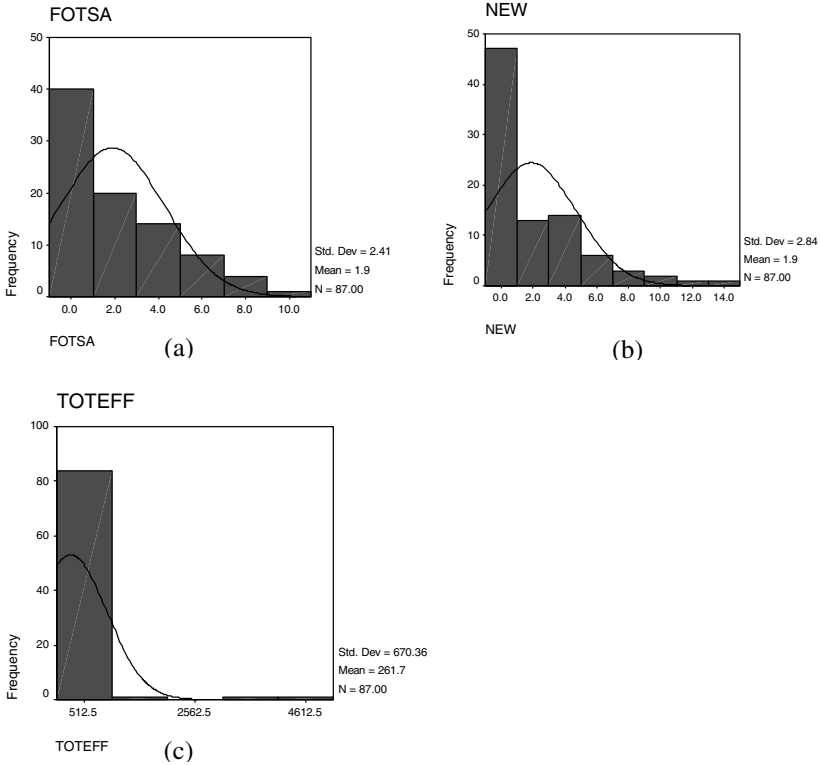 FOTSA
50
40
30
20
10
0
Frequency
0.0 2.0 4.0 6.0 8.0 10.0
Std. Dev = 2.41
Mean = 1.9
N = 87.00
FOTSA
(a)
NEW
50
40
30
20
10
0
Frequency
0.0 2.0 4.0 6.0 8.0 10.0 12.0 14.0
Std. Dev = 2.84
Mean = 1.9
N = 87.00
NEW
(b)
TOTEFF
100
80
60
40
20
0
Frequency
512.5 2562.5 4612.5
Std. Dev = 670.36
Mean = 261.7
N = 87.00
TOTEFF
(c)